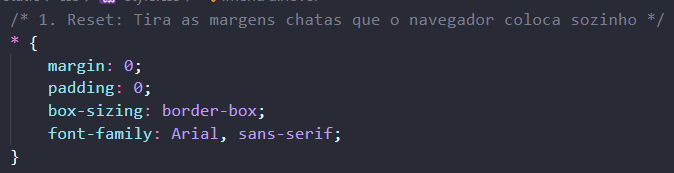 /* 1. Reset: Tira as margens chatas que o navegador coloca sozinho */
* {
    margin: 0;
    padding: 0;
    box-sizing: border-box;
    font-family: Arial, sans-serif;
}